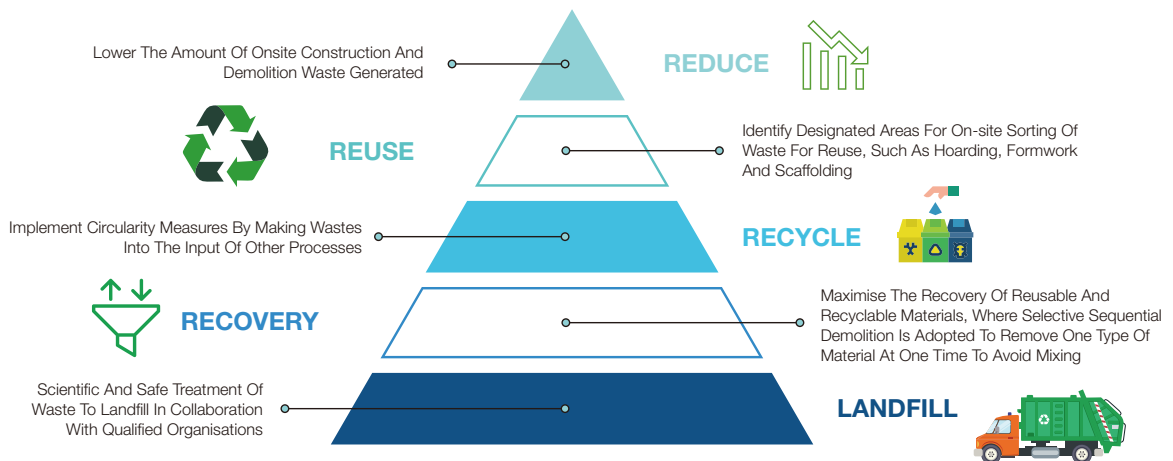 Lower The Amount Of Onsite Construction And
Demolition Waste Generated
REDUCE
REUSE
Identify Designated Areas For On-site Sorting Of
Waste For Reuse, Such As Hoarding, Formwork
And Scaffolding
Implement Circularity Measures By Making Wastes
Into The Input Of Other Processes
RECYCLE
RECOVERY
Maximise The Recovery Of Reusable And
Recyclable Materials, Where Selective Sequential
Demolition Is Adopted To Remove One Type Of
Material At One Time To Avoid Mixing
Scientific And Safe Treatment Of
Waste To Landfill In Collaboration
With Qualified Organisations
LANDFILL